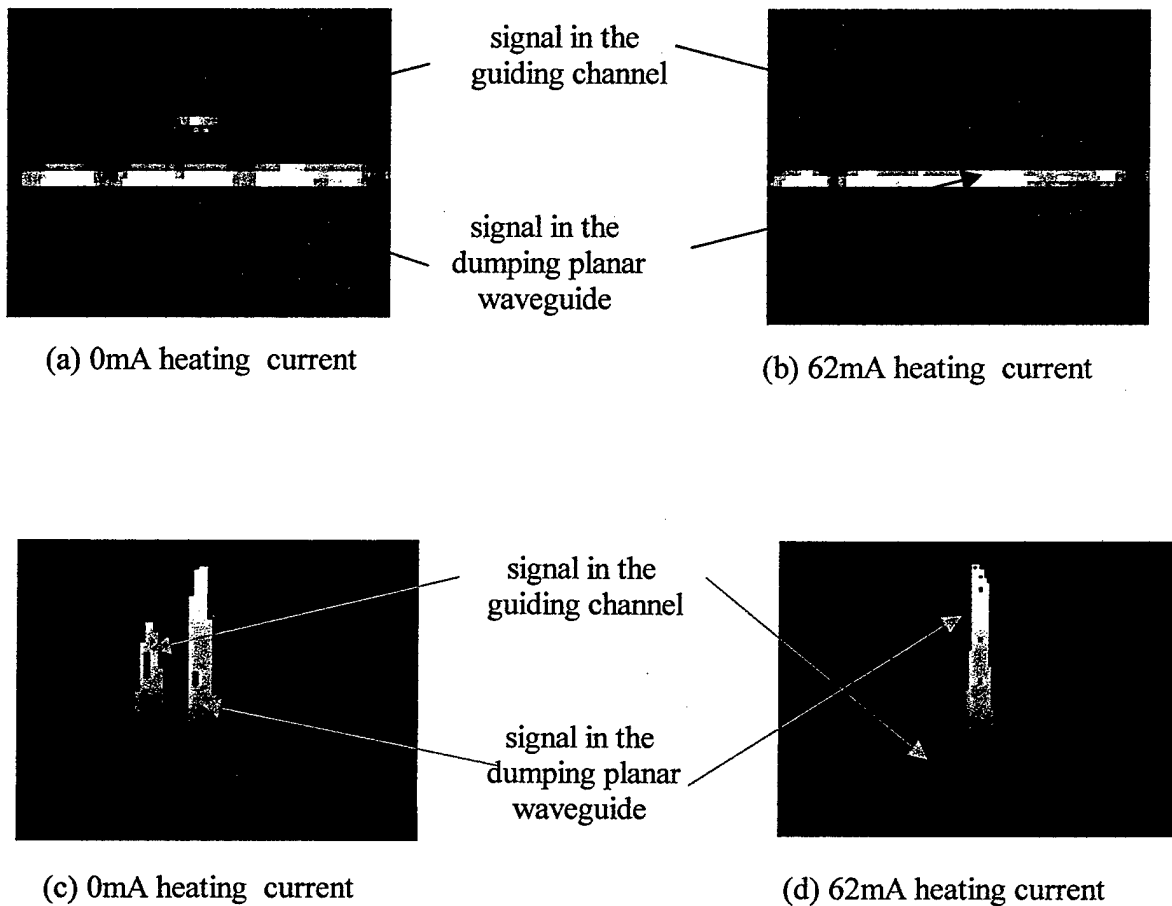 signal in the
guiding channel
signal in the
dumping planar
waveguide
(a) 0mA heating current
(b) 62mA heating current
signal in the
guiding channel
signal in the
dumping planar
waveguide
(c) 0mA heating current
(d) 62mA heating current